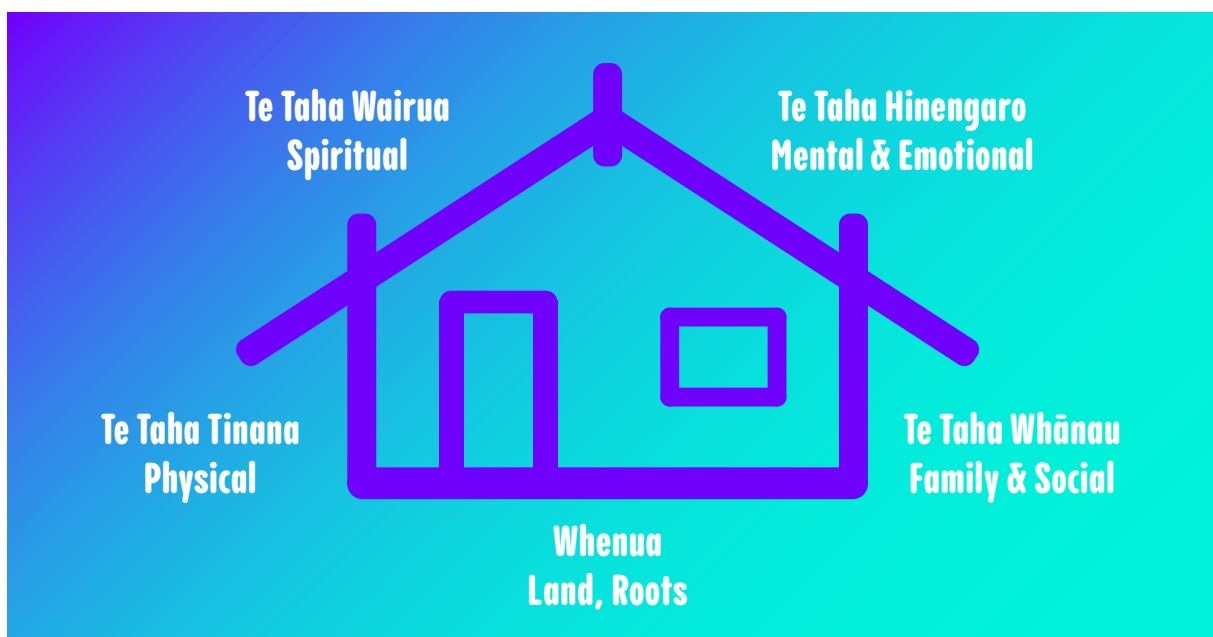 Te Taha Wairua
Spiritual
Te Taha Hinengaro
Mental & Emotional
Te Taha Tinana
Physical
Te Taha Whānau
Family & Social
Whenua
Land, Roots